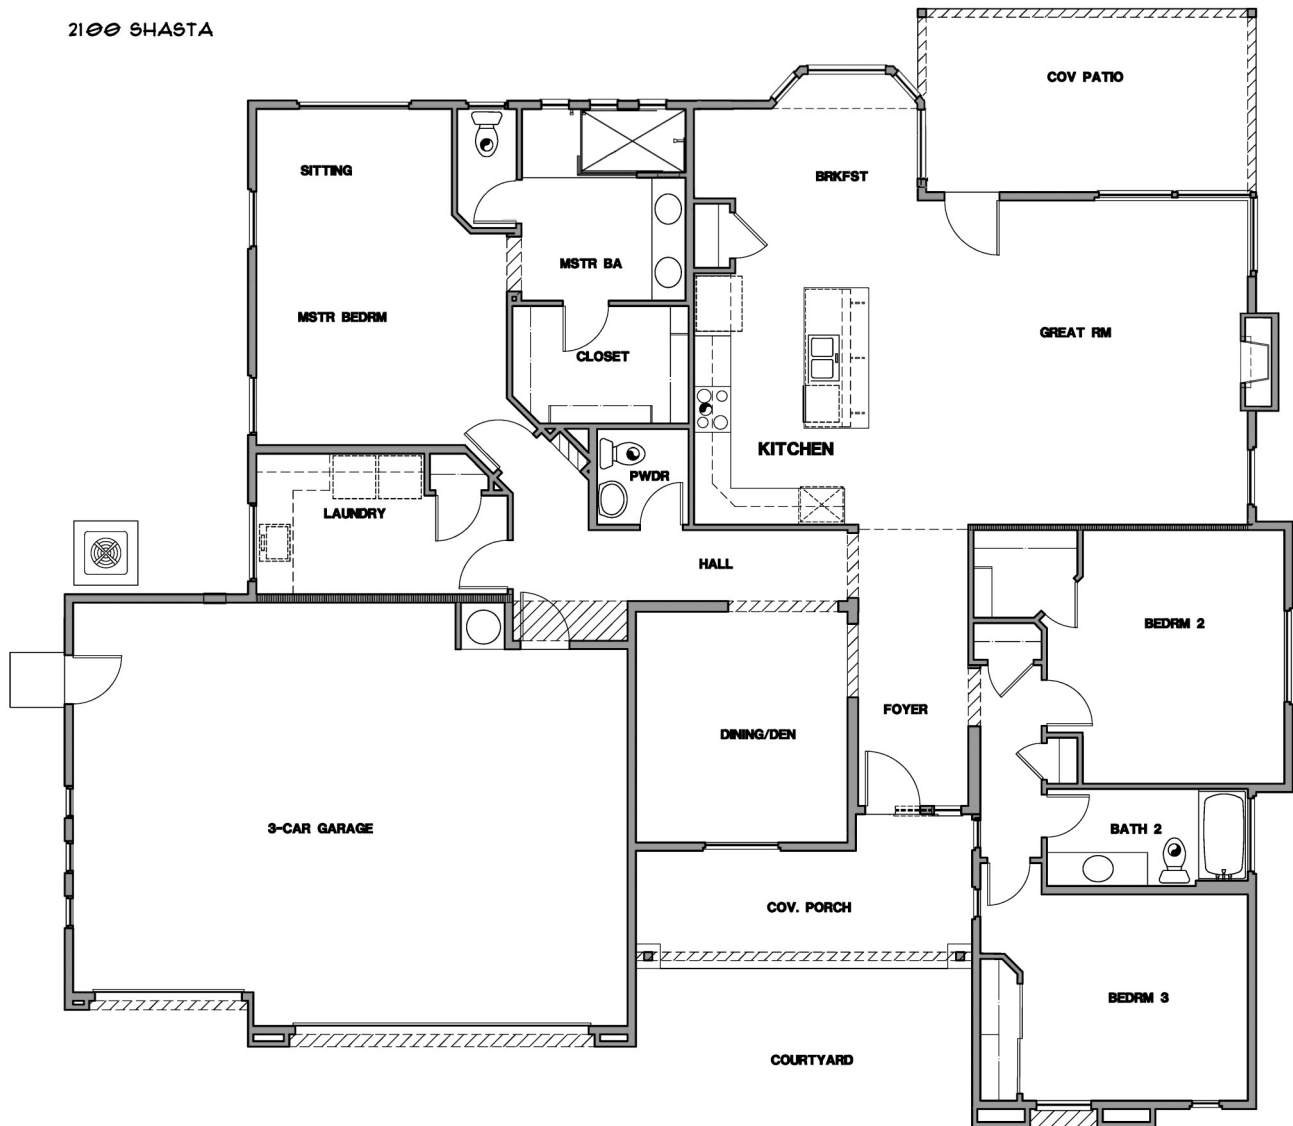 2100 SHASTA
COV PATIO
SITTING
BRKFST
MSTR BA
MSTR BEDRM
GREAT RM
CLOSET
KITCHEN
PWDR
LAUNDRY
HALL
BEDRM 2
FOYER
DINING/DEN
3-CAR GARAGE
BATH 2
COV. PORCH
BEDRM 3
COURTYARD